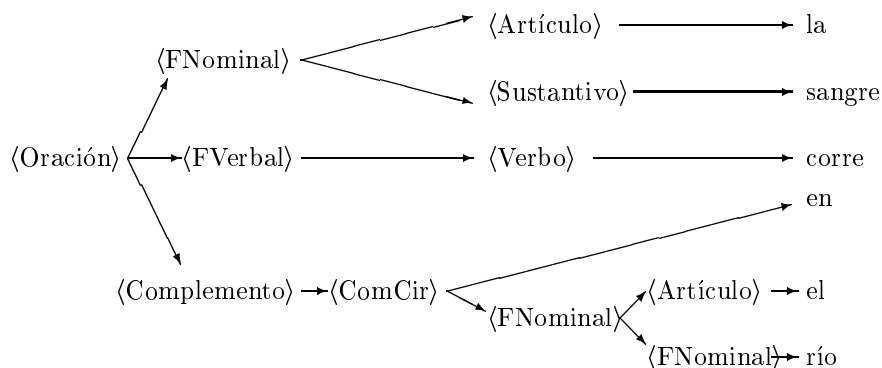 ⟨Artículo⟩ la
⟨FNominal⟩
⟨Sustantivo⟩ sangre
⟨Oración⟩ ⟨FVerbal⟩ ⟨Verbo⟩ corre
en
⟨Complemento⟩ ⟨ComCir⟩ ⟨Artículo⟩ el
⟨FNominal⟩
⟨FNominal⟩ río